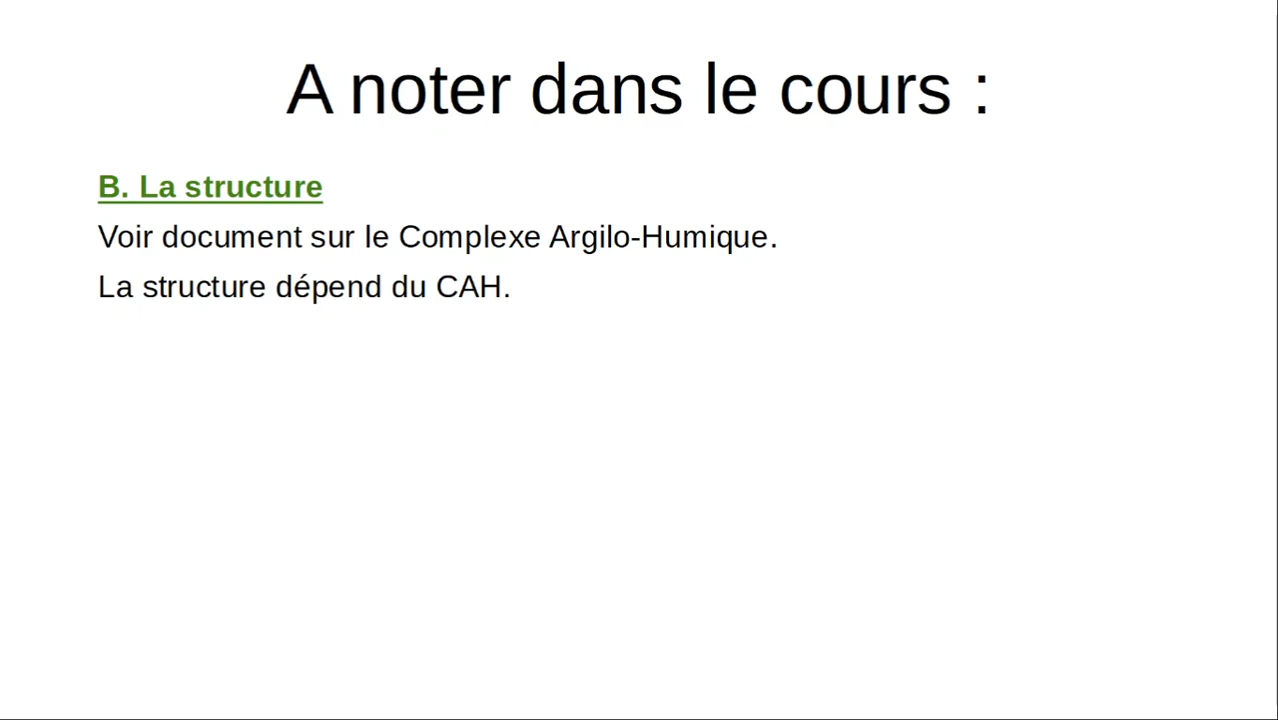 A noter dans le cours :
B. La structure
Voir document sur le Complexe Argilo-Humique.
La structure dépend du CAH.